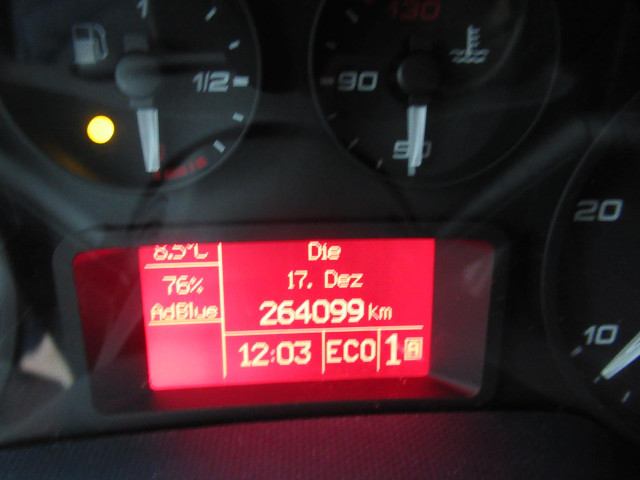 1
1/2
130
90
50
20
10
8.5°C
76%
AdBlue
Die
17. Dez
264099 km
12:03 ECO 1 A